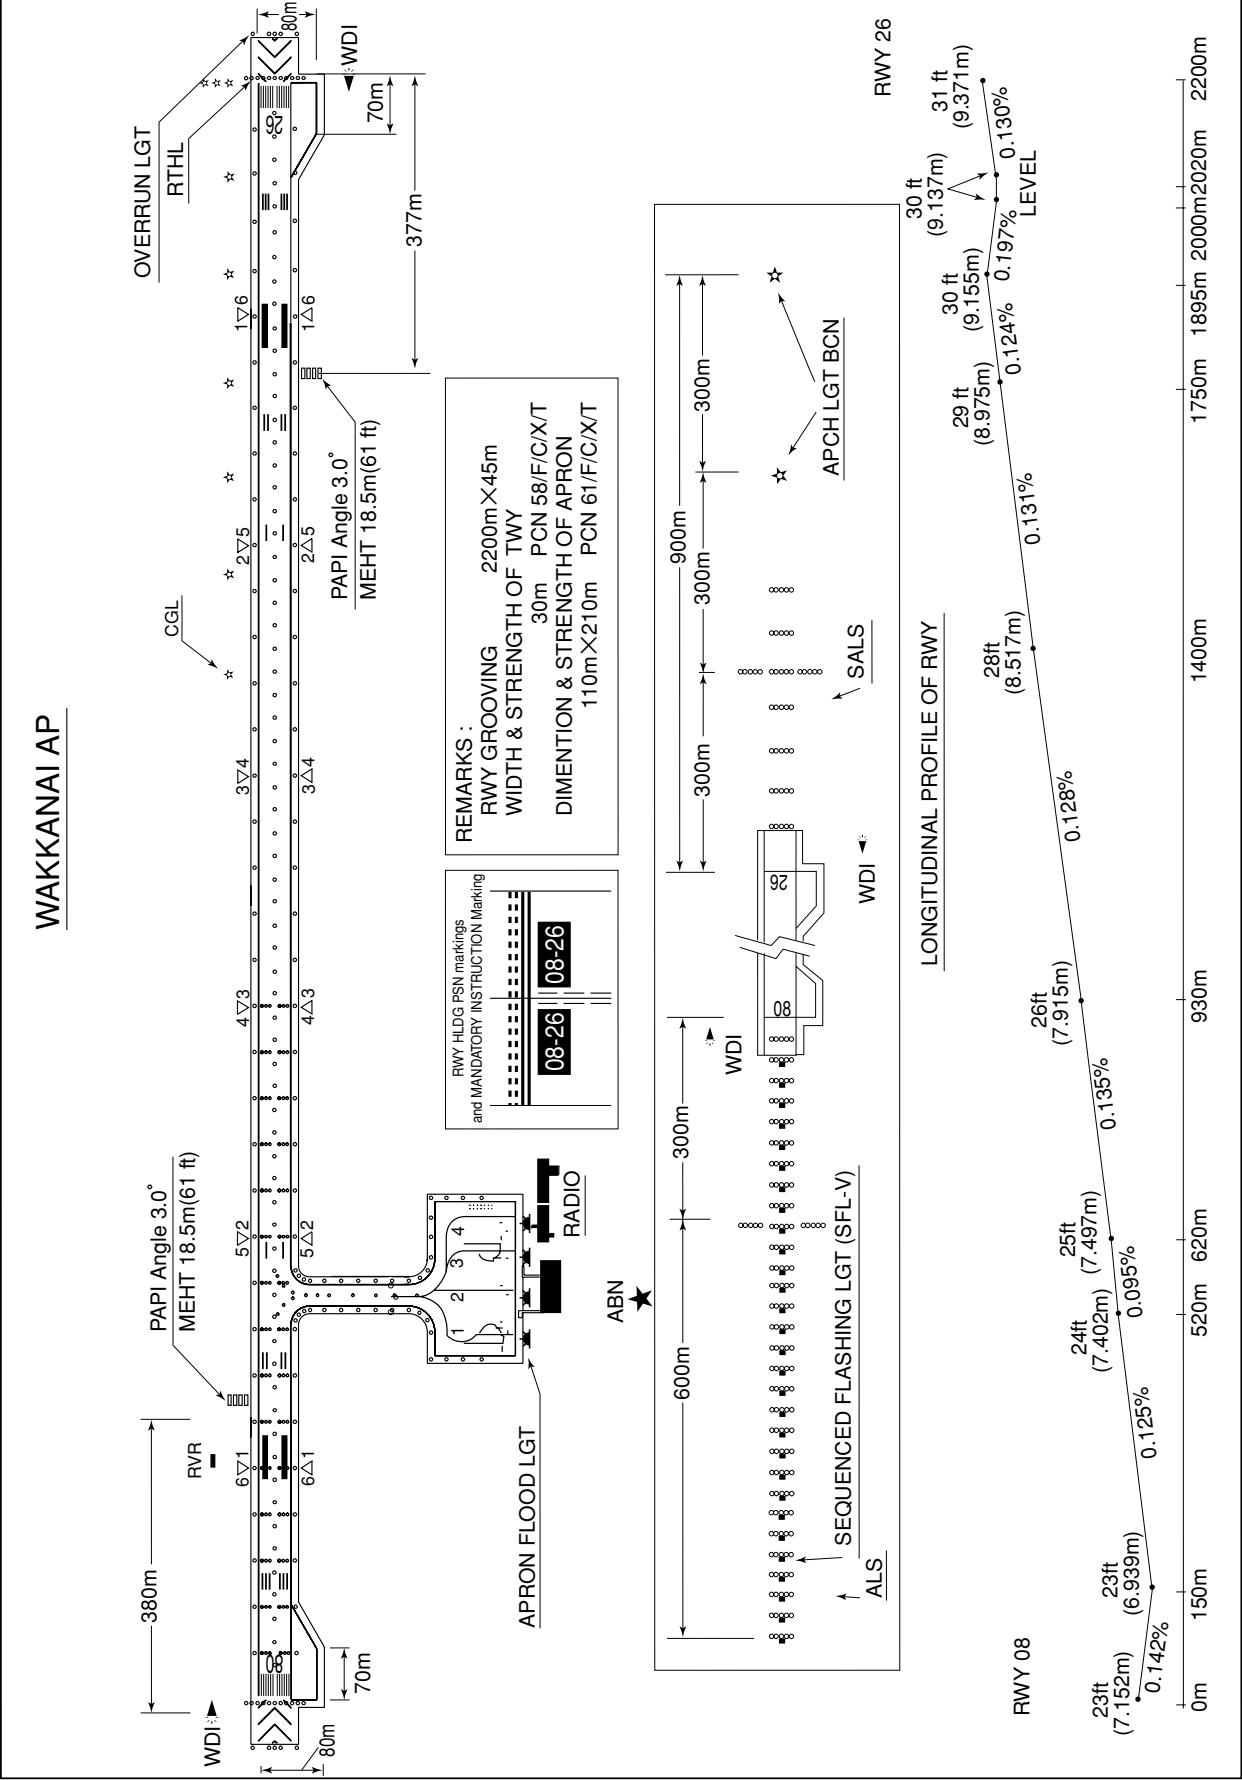 WAKKANAI AP
OVERRUN LGT
RTHL
80m
WDI
70m
377m
CGL
1 6
1 6
2 5
2 5
3 4
3 4
4 3
4 3
5 2
5 2
6 1
6 1
26
08
PAPI Angle 3.0°
MEHT 18.5m(61 ft)
PAPI Angle 3.0°
MEHT 18.5m(61 ft)
380m
RVR
WDI
80m
70m
1
2
3
4
RADIO
ABN
APRON FLOOD LGT
RWY HLDG PSN markings
and MANDATORY INSTRUCTION Marking
08-26 08-26
REMARKS :
RWY GROOVING 2200m×45m
WIDTH & STRENGTH OF TWY
30m PCN 58/F/C/X/T
DIMENTION & STRENGTH OF APRON
110m×210m PCN 61/F/C/X/T
600m
300m
900m
300m
300m
300m
WDI
08
26
WDI
APCH LGT BCN
SALS
SEQUENCED FLASHING LGT (SFL-V)
ALS
LONGITUDINAL PROFILE OF RWY
RWY 08
RWY 26
23ft
(7.152m)
23ft
(6.939m)
24ft
(7.402m)
25ft
(7.497m)
26ft
(7.915m)
28ft
(8.517m)
29 ft
(8.975m)
30 ft
(9.155m)
30 ft
(9.137m)
31 ft
(9.371m)
0.142%
0.125%
0.095%
0.135%
0.128%
0.131%
0.124%
0.197%
LEVEL
0.130%
0m 150m 520m 620m 930m 1400m 1750m 1895m 2000m 2020m 2200m